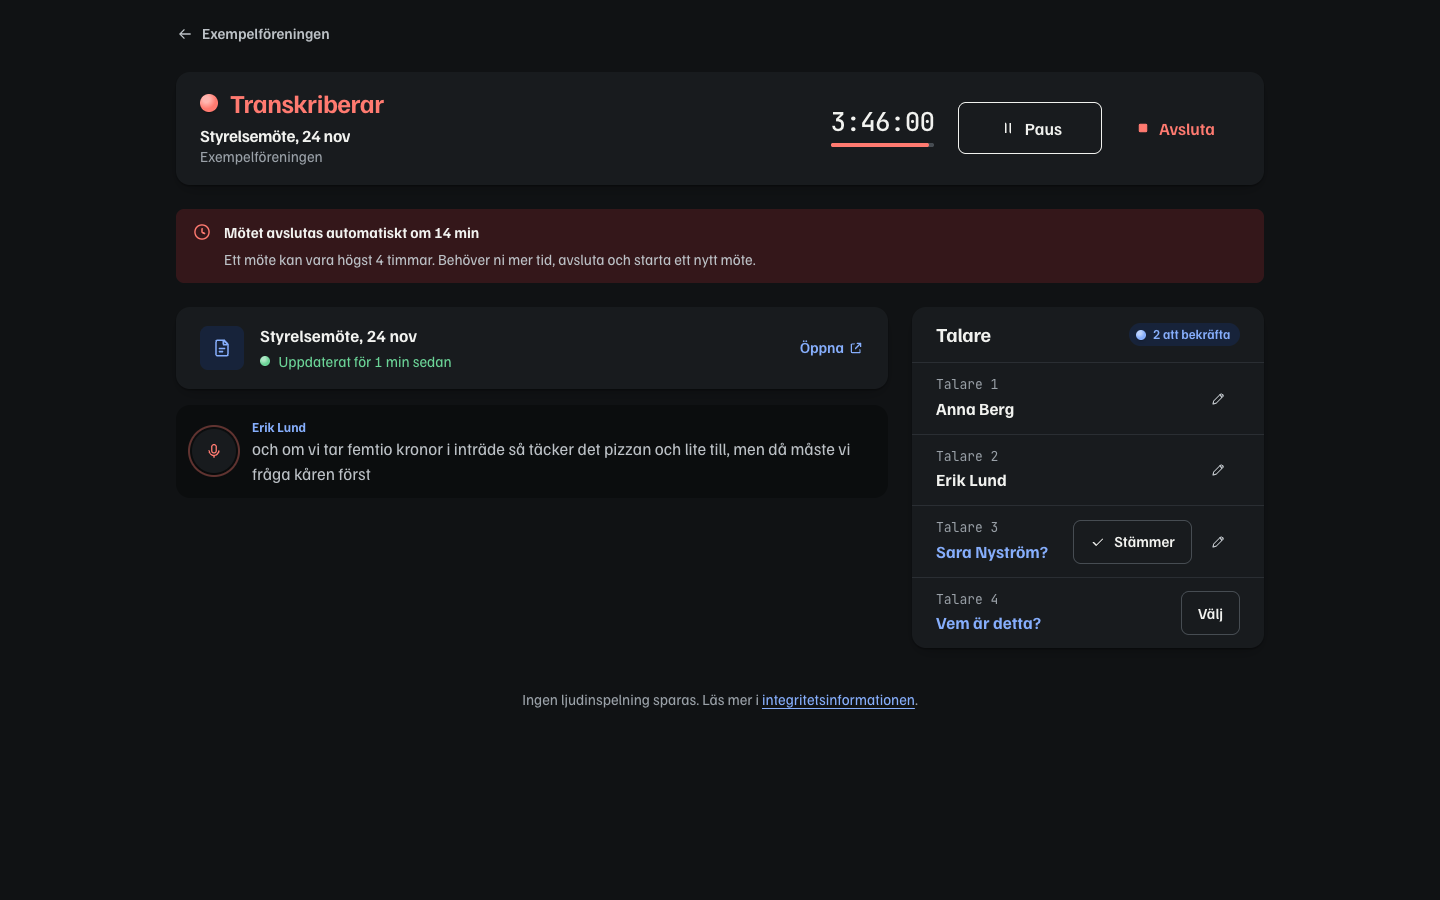 Exempelföreningen
Transkriberar
Styrelsemöte, 24 nov
Exempelföreningen
3:46:00
Paus
Avsluta
Mötet avslutas automatiskt om 14 min
Ett möte kan vara högst 4 timmar. Behöver ni mer tid, avsluta och starta ett nytt möte.
Styrelsemöte, 24 nov
Uppdaterat för 1 min sedan
Öppna
Erik Lund
och om vi tar femtio kronor i inträde så täcker det pizzan och lite till, men då måste vi
fråga kåren först
Talare
2 att bekräfta
Talare 1
Anna Berg
Talare 2
Erik Lund
Talare 3
Sara Nyström?
Stämmer
Talare 4
Vem är detta?
Välj
Ingen ljudinspelning sparas. Läs mer i integritetsinformationen.